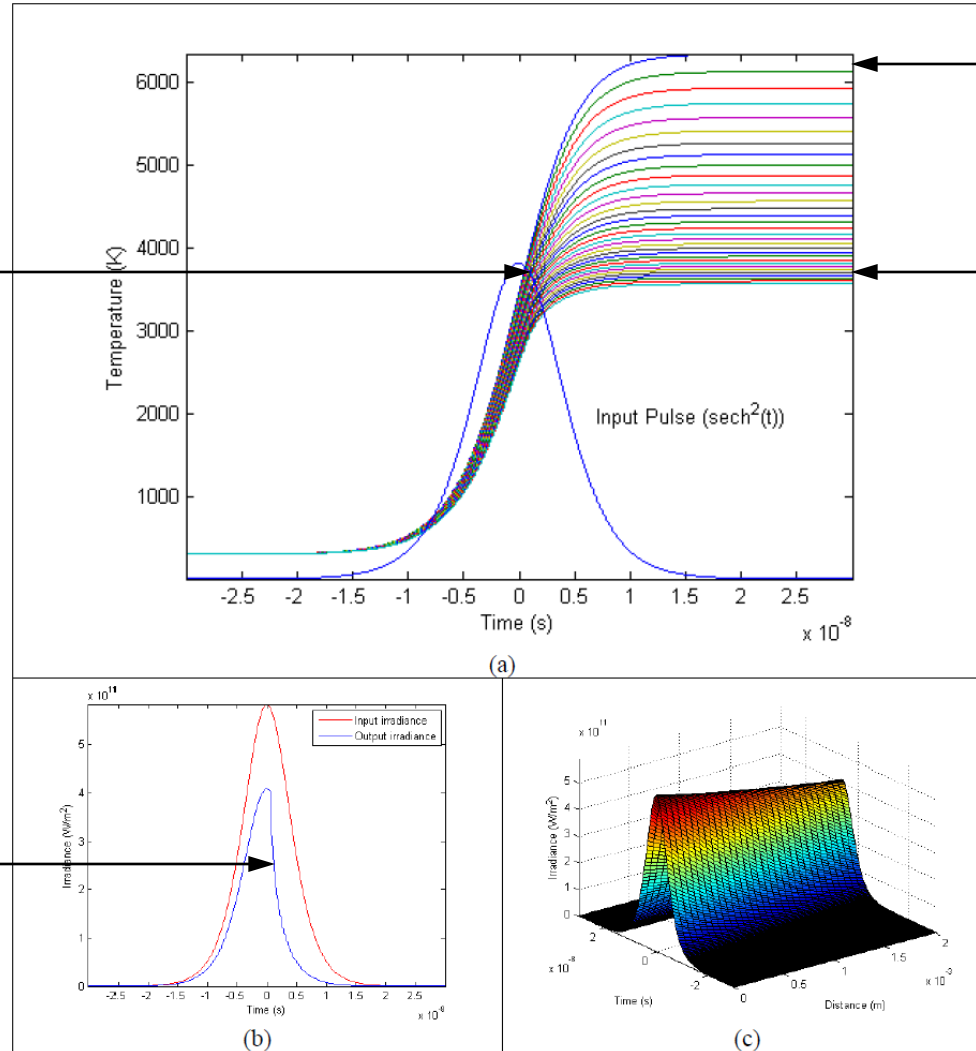 6000
5000
4000
3000
2000
1000
Temperature (K)
-2.5 -2 -1.5 -1 -0.5 0 0.5 1 1.5 2 2.5
Time (s)
x 10⁻⁸
Input Pulse (sech²(t))
(a)
x 10¹¹
5
4
3
2
1
0
Irradiance (W/m²)
Input irradiance
Output irradiance
-2.5 -2 -1.5 -1 -0.5 0 0.5 1 1.5 2 2.5
Time (s)
x 10⁻⁸
(b)
x 10¹¹
5
4
3
2
1
0
Irradiance (W/m²)
2
0
-2
x 10⁻⁸
Time (s)
0 0.5 1 1.5 2
x 10⁻³
Distance (m)
(c)